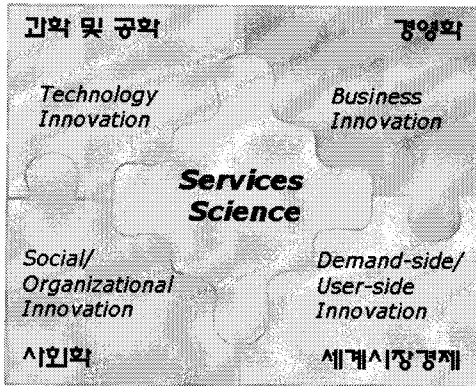 과학 및 공학
경영학
Technology
Innovation
Business
Innovation
Services
Science
Social/
Organizational
Innovation
Demand-side/
User-side
Innovation
사회학
세계시장경제